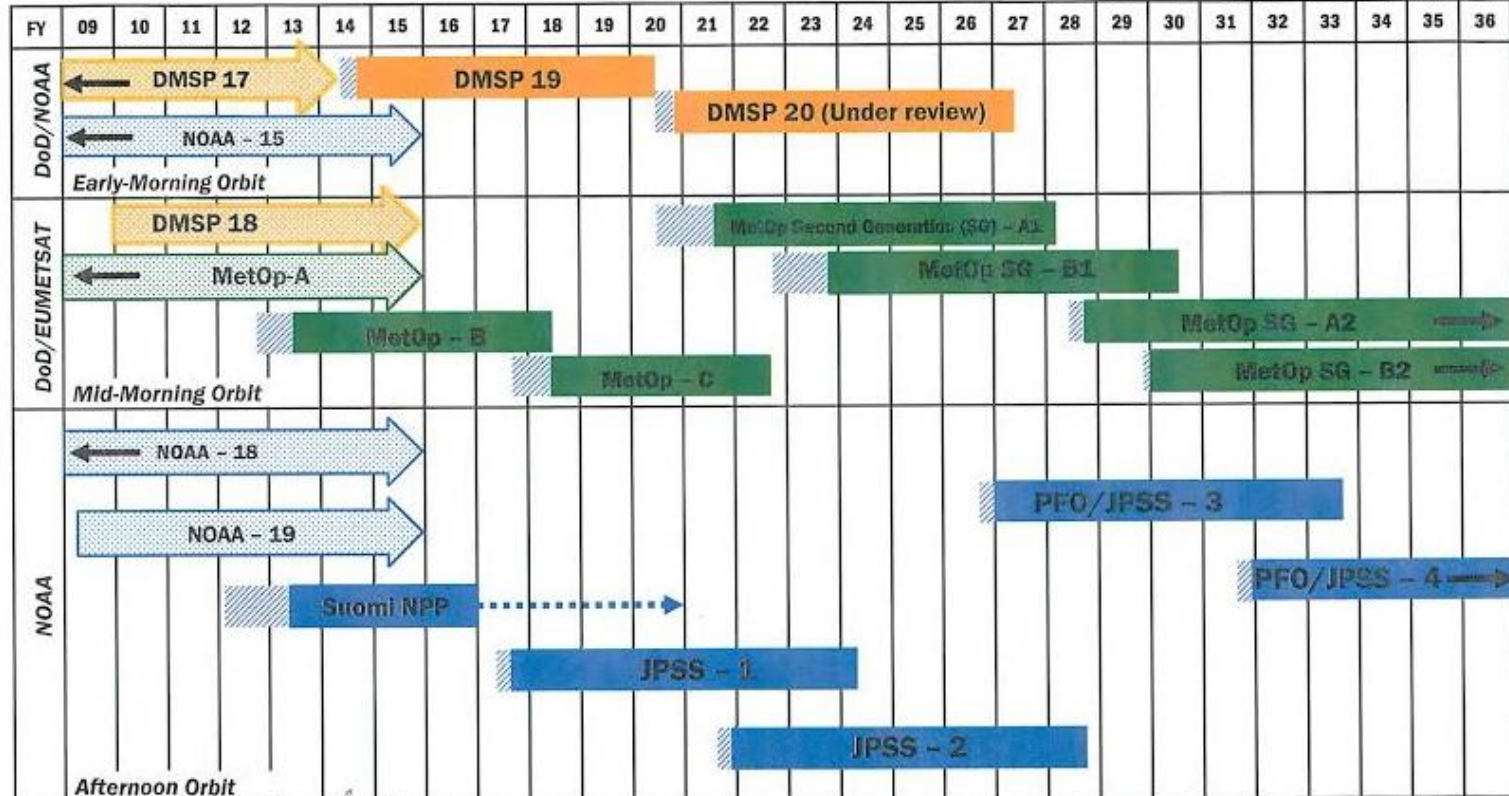 FY 09 10 11 12 13 14 15 16 17 18 19 20 21 22 23 24 25 26 27 28 29 30 31 32 33 34 35 36
DoD/NOAA
DMSP 17
DMSP 19
DMSP 20 (Under review)
NOAA – 15
Early-Morning Orbit
DoD/EUMETSAT
DMSP 18
MetOp Second Generation (SG) – A1
MetOp-A
MetOp SG – B1
MetOp – B
MetOp SG – A2
MetOp – C
MetOp SG – B2
Mid-Morning Orbit
NOAA
NOAA – 18
PFO/JPSS – 3
NOAA – 19
PFO/JPSS – 4
Suomi NPP
JPSS – 1
JPSS – 2
Afternoon Orbit